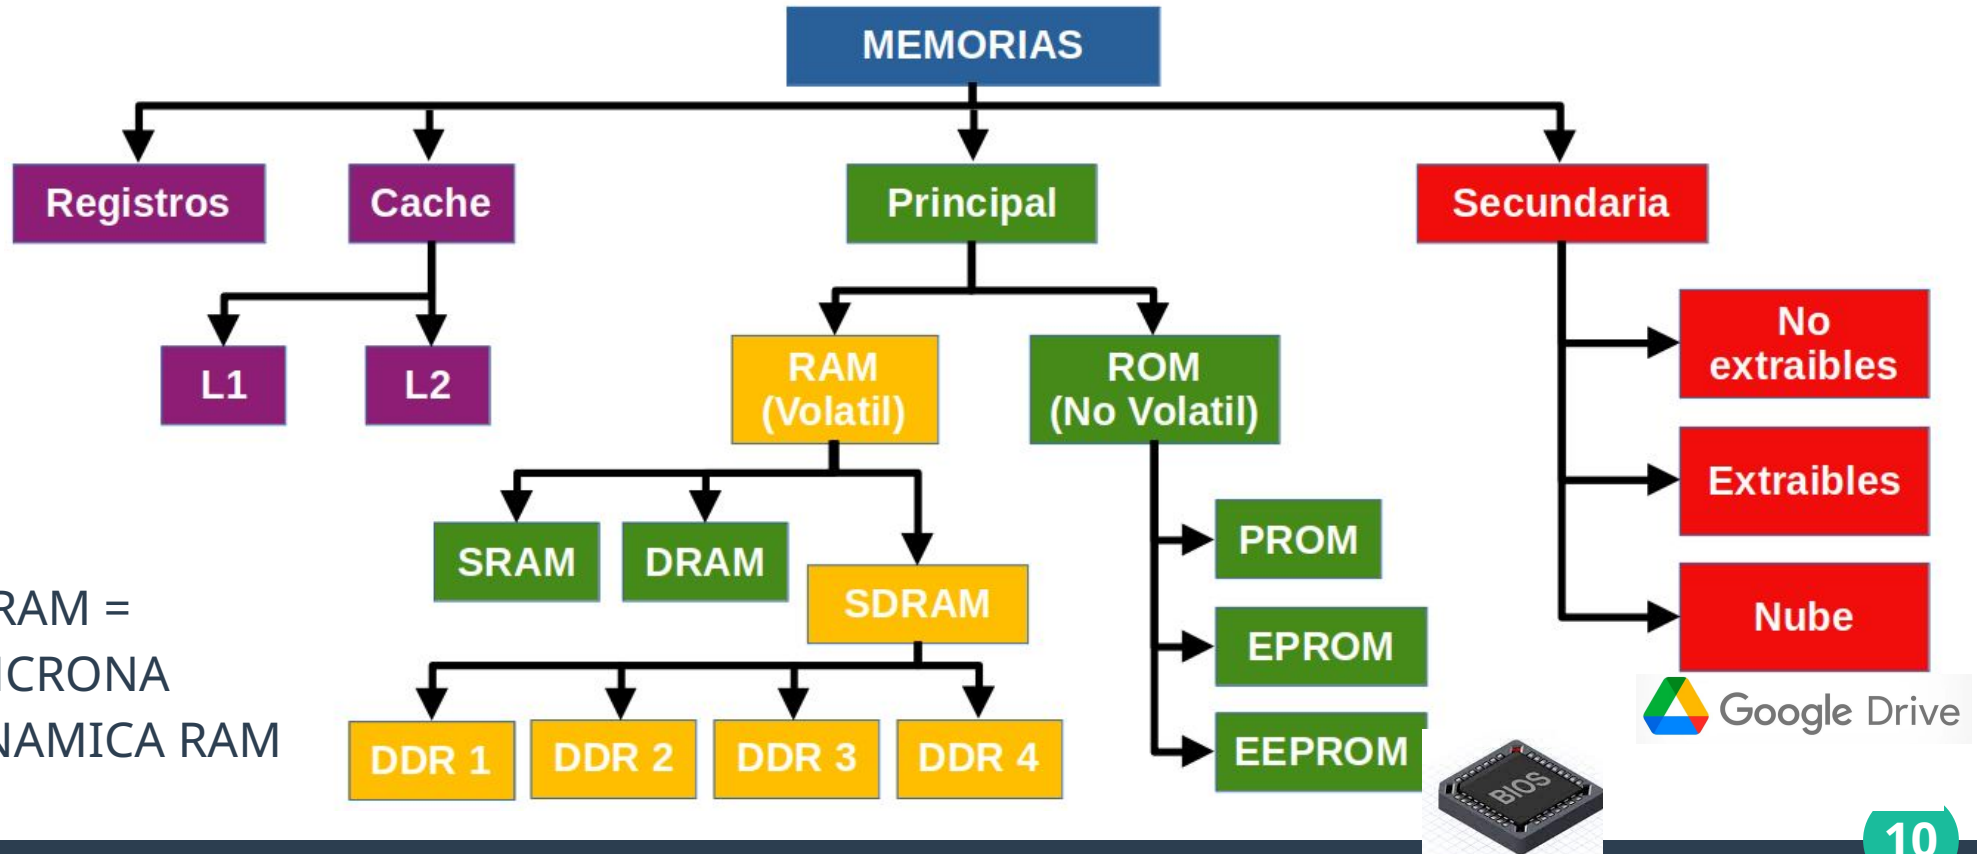 MEMORIAS
Registros
Cache
Principal
Secundaria
L1
L2
RAM
(Volatil)
ROM
(No Volatil)
No
extraibles
Extraibles
Nube
SRAM
DRAM
SDRAM
PROM
EPROM
EEPROM
DDR 1
DDR 2
DDR 3
DDR 4
RAM =
CRONA
NAMICA RAM
Google Drive
BIOS
10